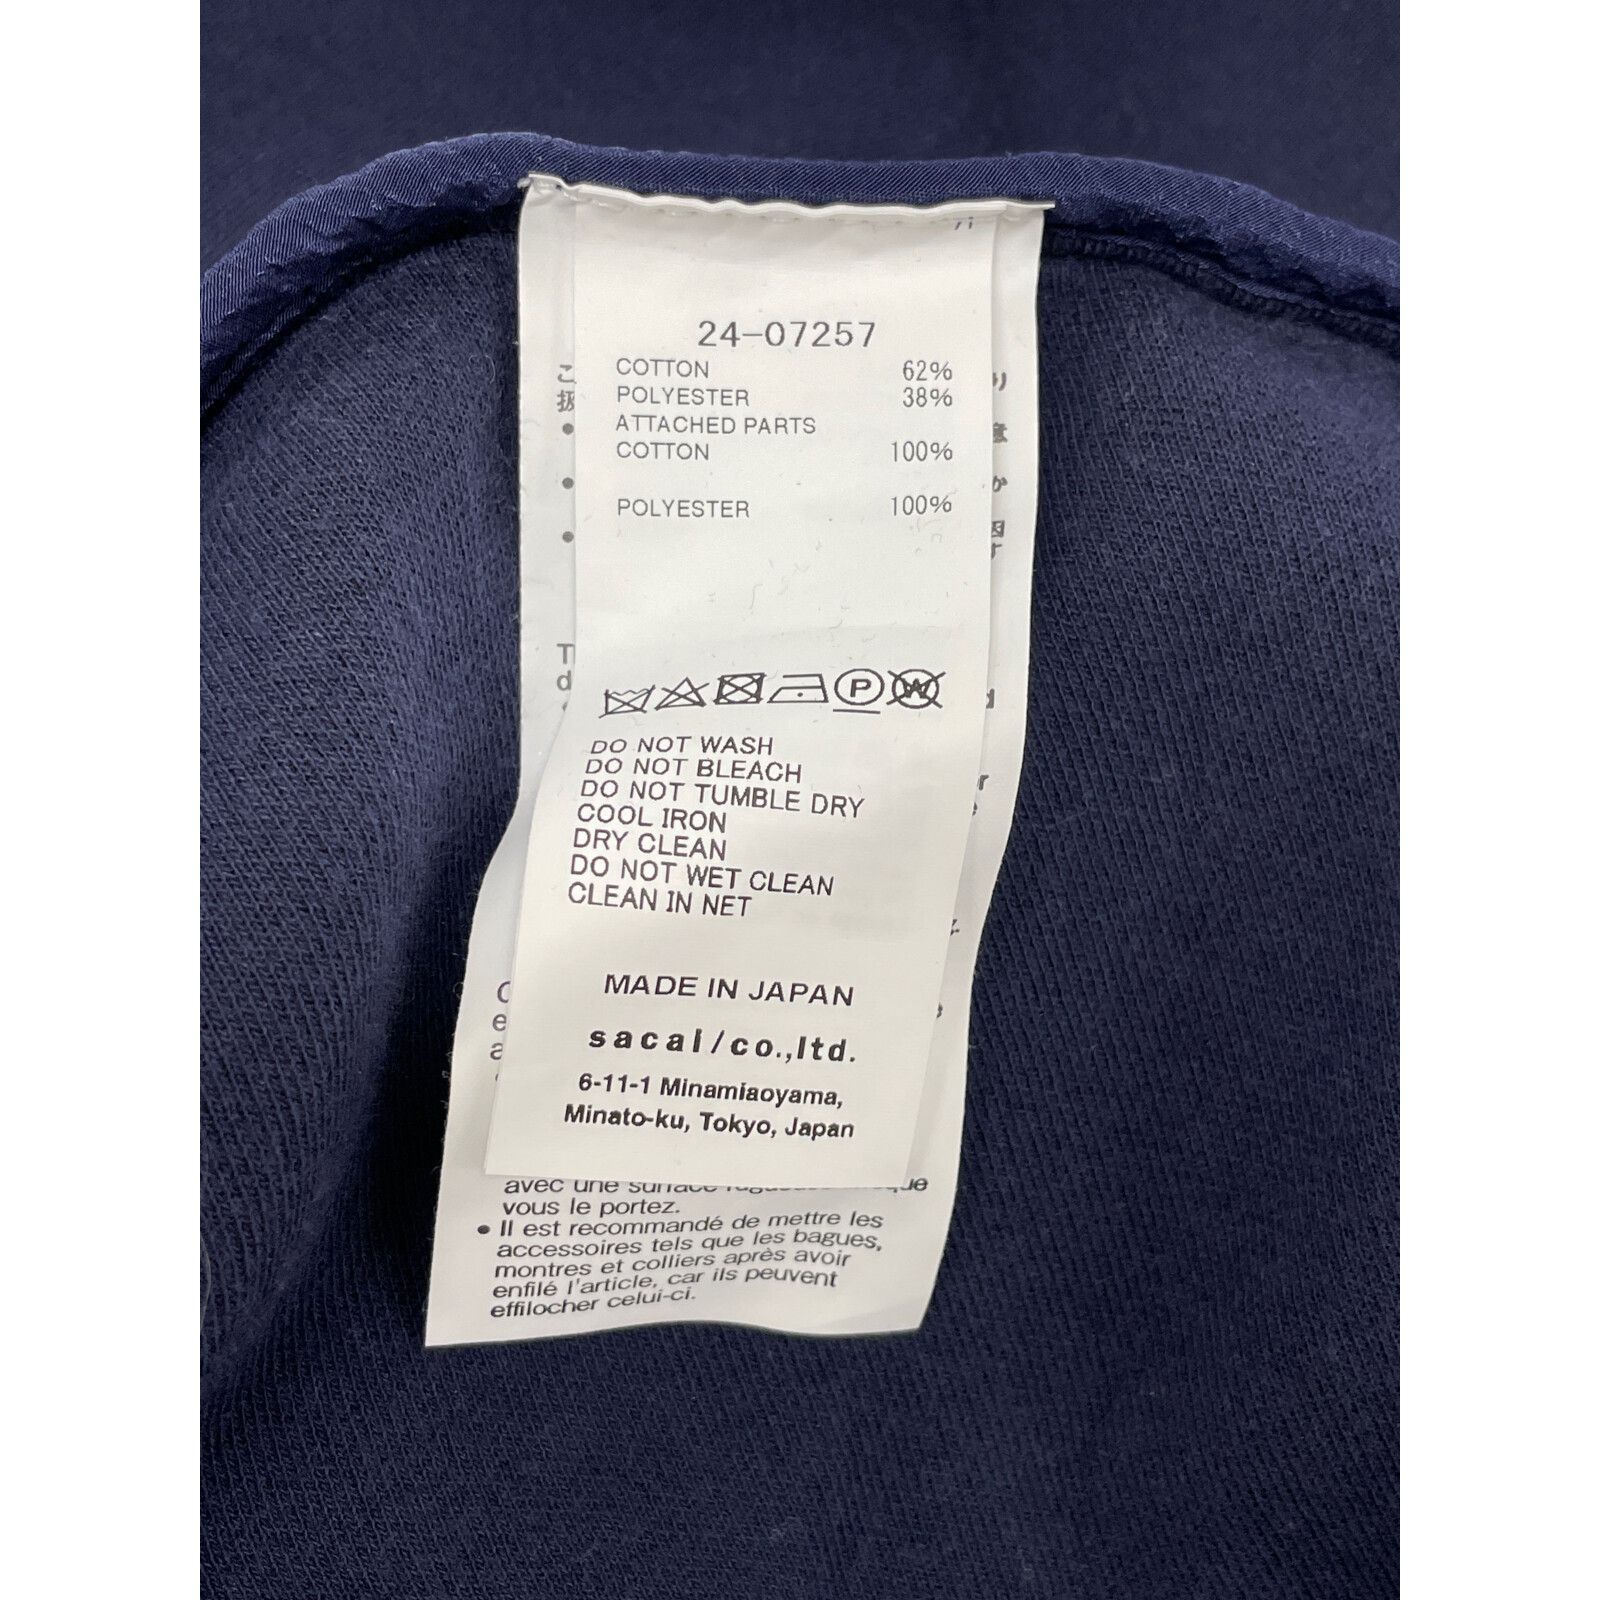 24-07257
COTTON 62%
POLYESTER 38%
ATTACHED PARTS
COTTON 100%
POLYESTER 100%
P W
DO NOT WASH
DO NOT BLEACH
DO NOT TUMBLE DRY
COOL IRON
DRY CLEAN
DO NOT WET CLEAN
CLEAN IN NET
MADE IN JAPAN
sacai/co.,ltd.
6-11-1 Minamiaoyama,
Minato-ku, Tokyo, Japan
avec une
vous le portez.
• Il est recommandé de mettre les
accessoires tels que les bagues,
montres et colliers après avoir
enfilé l'article, car ils peuvent
effilocher celui-ci.